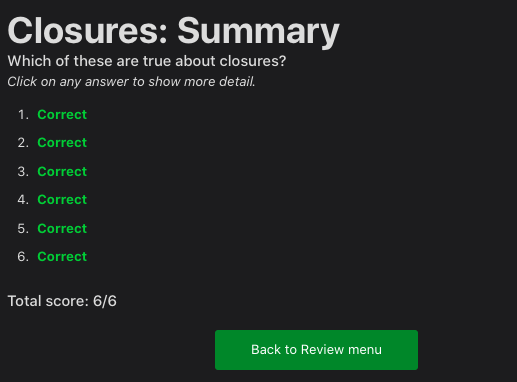 Closures: Summary
Which of these are true about closures?
Click on any answer to show more detail.
1. Correct
2. Correct
3. Correct
4. Correct
5. Correct
6. Correct
Total score: 6/6
Back to Review menu